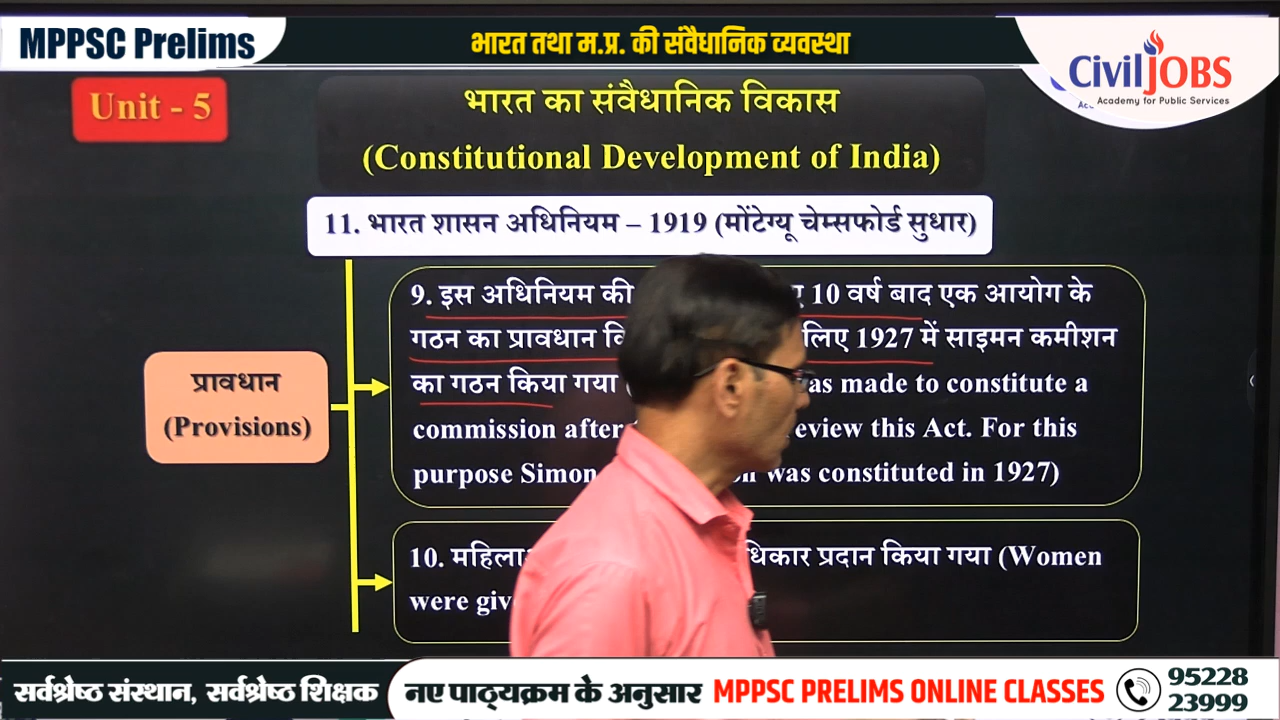 MPPSC Prelims
भारत तथा म.प्र. की संवैधानिक व्यवस्था
CivilJOBS
Academy for Public Services
Unit - 5
भारत का संवैधानिक विकास
(Constitutional Development of India)
11. भारत शासन अधिनियम – 1919 (मोंटेग्यू चेम्सफोर्ड सुधार)
प्रावधान
(Provisions)
9. इस अधिनियम की 10 वर्ष बाद एक आयोग के
गठन का प्रावधान लिए 1927 में साइमन कमीशन
का गठन किया गया was made to constitute a
commission after review this Act. For this
purpose Simon was constituted in 1927)
10. प्रदान किया गया (Women
were
सर्वश्रेष्ठ संस्थान, सर्वश्रेष्ठ शिक्षक
नए पाठ्यक्रम के अनुसार MPPSC PRELIMS ONLINE CLASSES
95228
23999